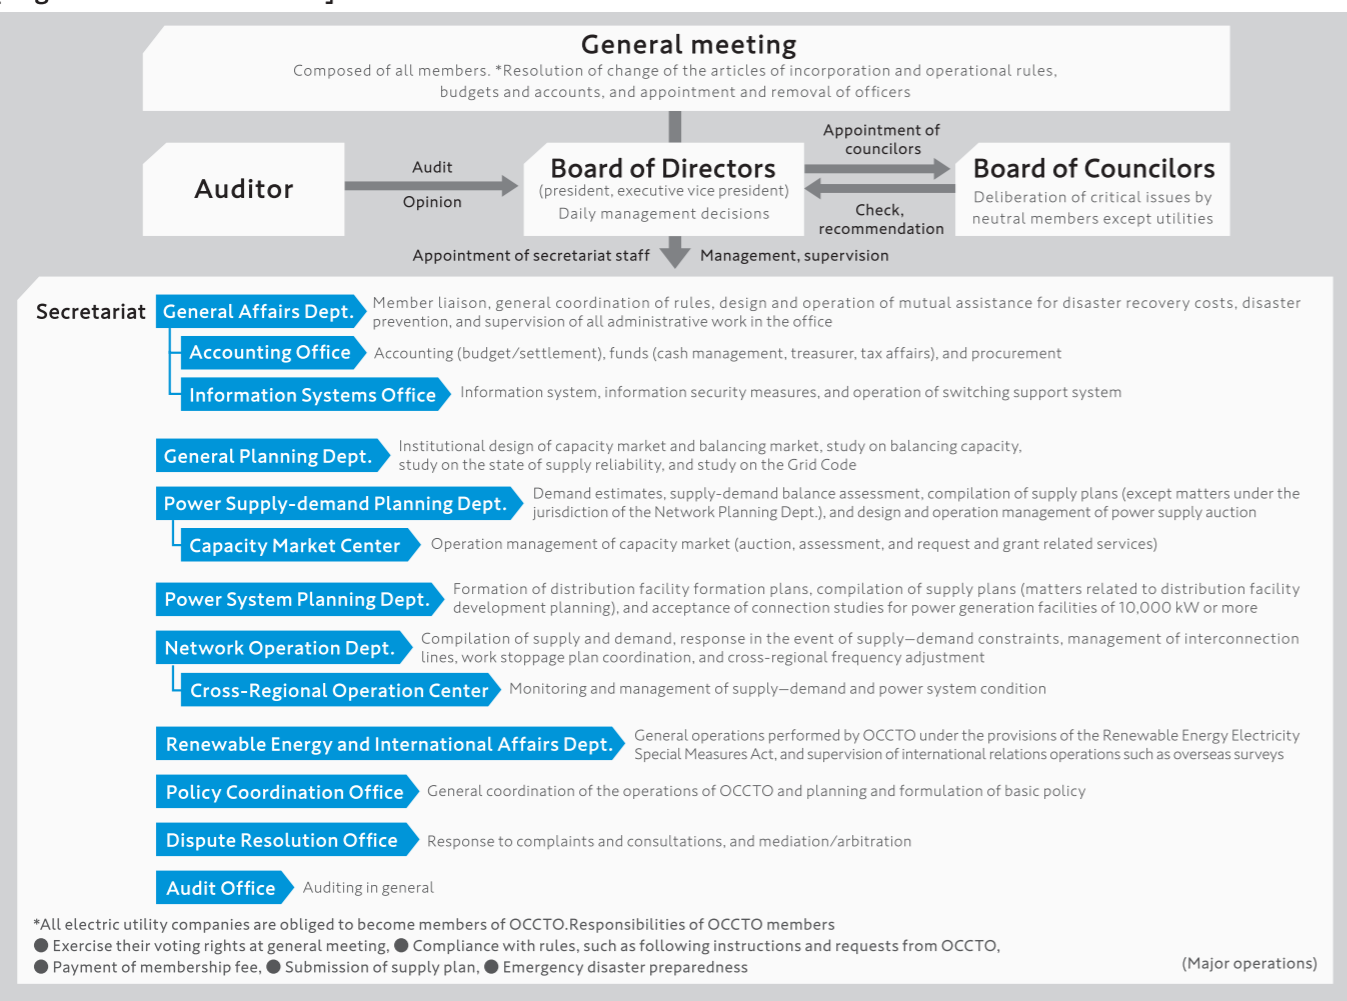 General meeting
Composed of all members. *Resolution of change of the articles of incorporation and operational rules,
budgets and accounts, and appointment and removal of officers
Auditor
Audit
Opinion
Board of Directors
(president, executive vice president)
Daily management decisions
Appointment of
councilors
Check,
recommendation
Board of Councilors
Deliberation of critical issues by
neutral members except utilities
Appointment of secretariat staff
Management, supervision
Secretariat
General Affairs Dept.
Member liaison, general coordination of rules, design and operation of mutual assistance for disaster recovery costs, disaster
prevention, and supervision of all administrative work in the office
Accounting Office
Accounting (budget/settlement), funds (cash management, treasurer, tax affairs), and procurement
Information Systems Office
Information system, information security measures, and operation of switching support system
General Planning Dept.
Institutional design of capacity market and balancing market, study on balancing capacity,
study on the state of supply reliability, and study on the Grid Code
Power Supply-demand Planning Dept.
Demand estimates, supply-demand balance assessment, compilation of supply plans (except matters under the
jurisdiction of the Network Planning Dept.), and design and operation management of power supply auction
Capacity Market Center
Operation management of capacity market (auction, assessment, and request and grant related services)
Power System Planning Dept.
Formation of distribution facility formation plans, compilation of supply plans (matters related to distribution facility
development planning), and acceptance of connection studies for power generation facilities of 10,000 kW or more
Network Operation Dept.
Compilation of supply and demand, response in the event of supply—demand constraints, management of interconnection
lines, work stoppage plan coordination, and cross-regional frequency adjustment
Cross-Regional Operation Center
Monitoring and management of supply—demand and power system condition
Renewable Energy and International Affairs Dept.
General operations performed by OCCTO under the provisions of the Renewable Energy Electricity
Special Measures Act, and supervision of international relations operations such as overseas surveys
Policy Coordination Office
General coordination of the operations of OCCTO and planning and formulation of basic policy
Dispute Resolution Office
Response to complaints and consultations, and mediation/arbitration
Audit Office
Auditing in general
*All electric utility companies are obliged to become members of OCCTO.Responsibilities of OCCTO members
● Exercise their voting rights at general meeting, ● Compliance with rules, such as following instructions and requests from OCCTO,
● Payment of membership fee, ● Submission of supply plan, ● Emergency disaster preparedness
(Major operations)